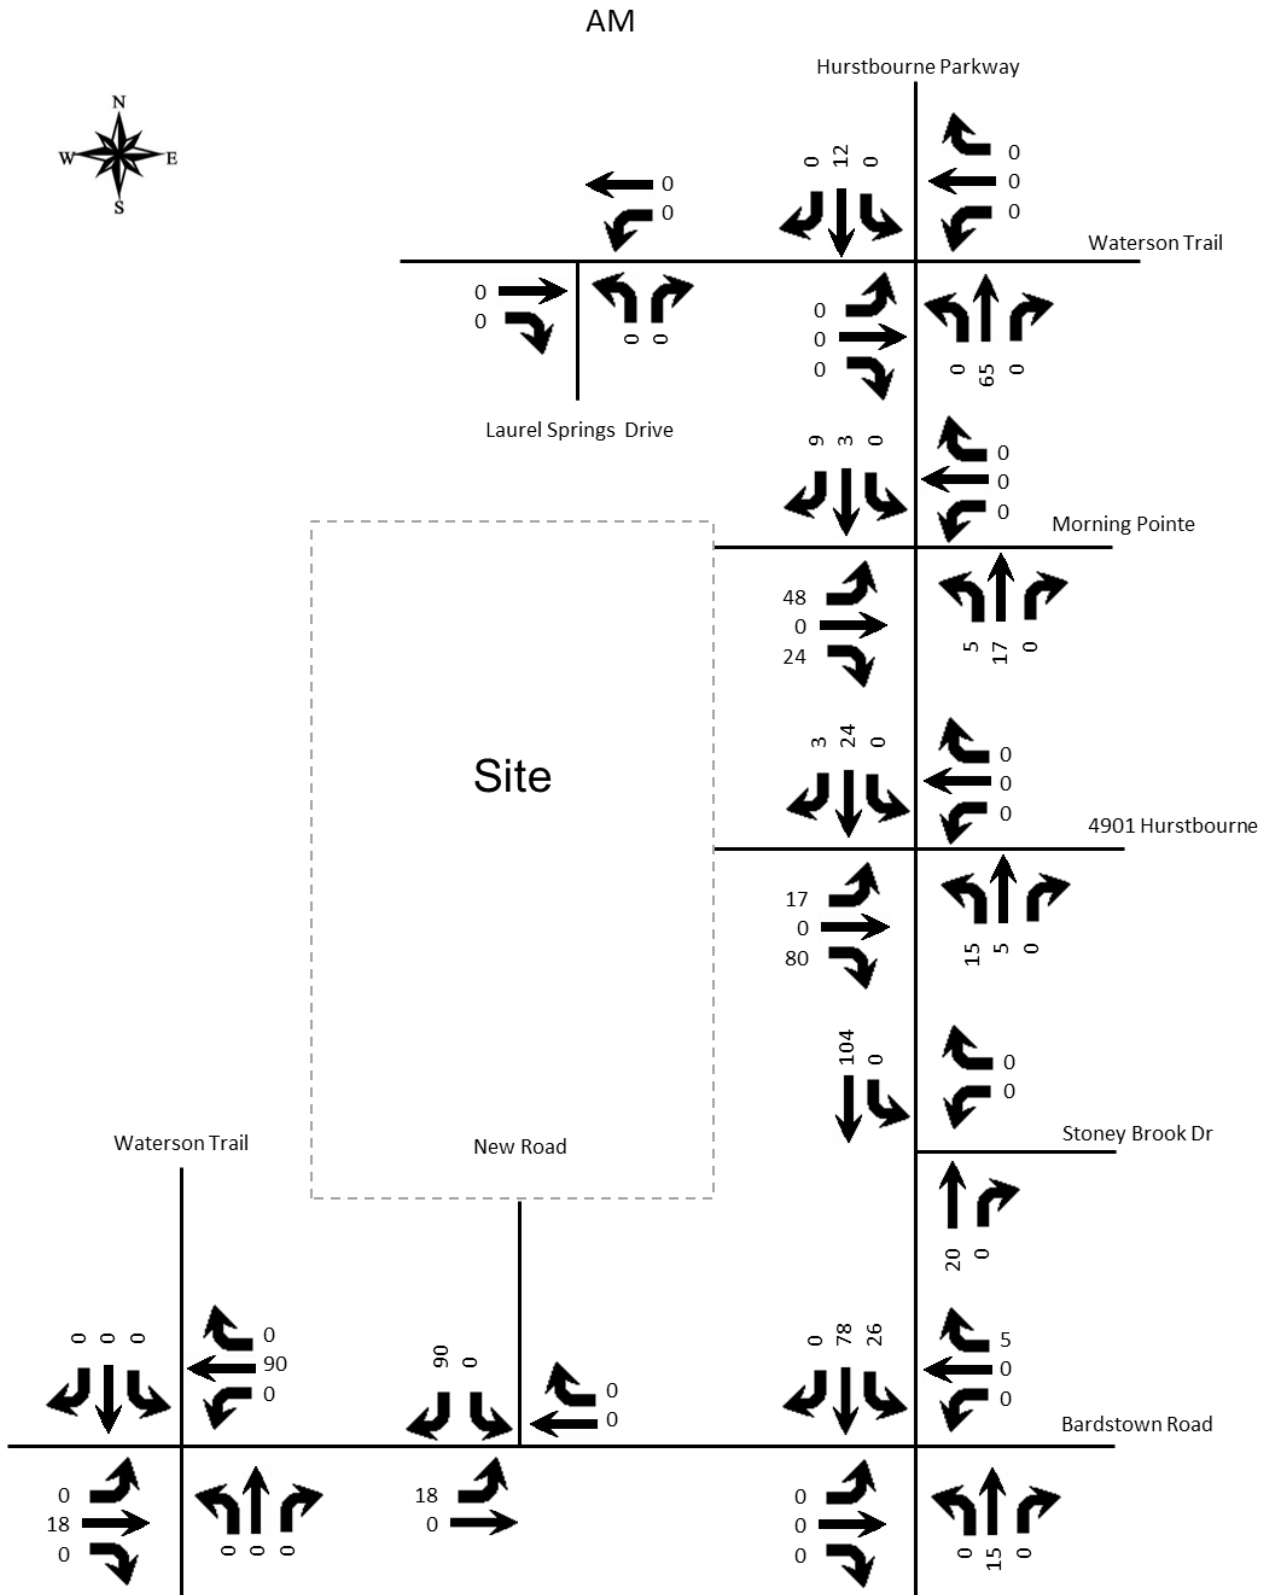 AM
Hurstbourne Parkway
N
W E
S
0 12 0
0
0
0
0
0
Waterson Trail
0
0
0 0
0
0
0
0 65 0
Laurel Springs Drive
9 3 0
0
0
0
Morning Pointe
48
0
24
5 17 0
3 24 0
0
0
0
Site
4901 Hurstbourne
17
0
80
15 5 0
104 0
0
0
Stoney Brook Dr
Waterson Trail
New Road
20 0
0 0 0
0
90
0
90 0
0
0
0 78 26
5
0
0
Bardstown Road
0
18
0
0 0 0
18
0
0
0
0
0 15 0